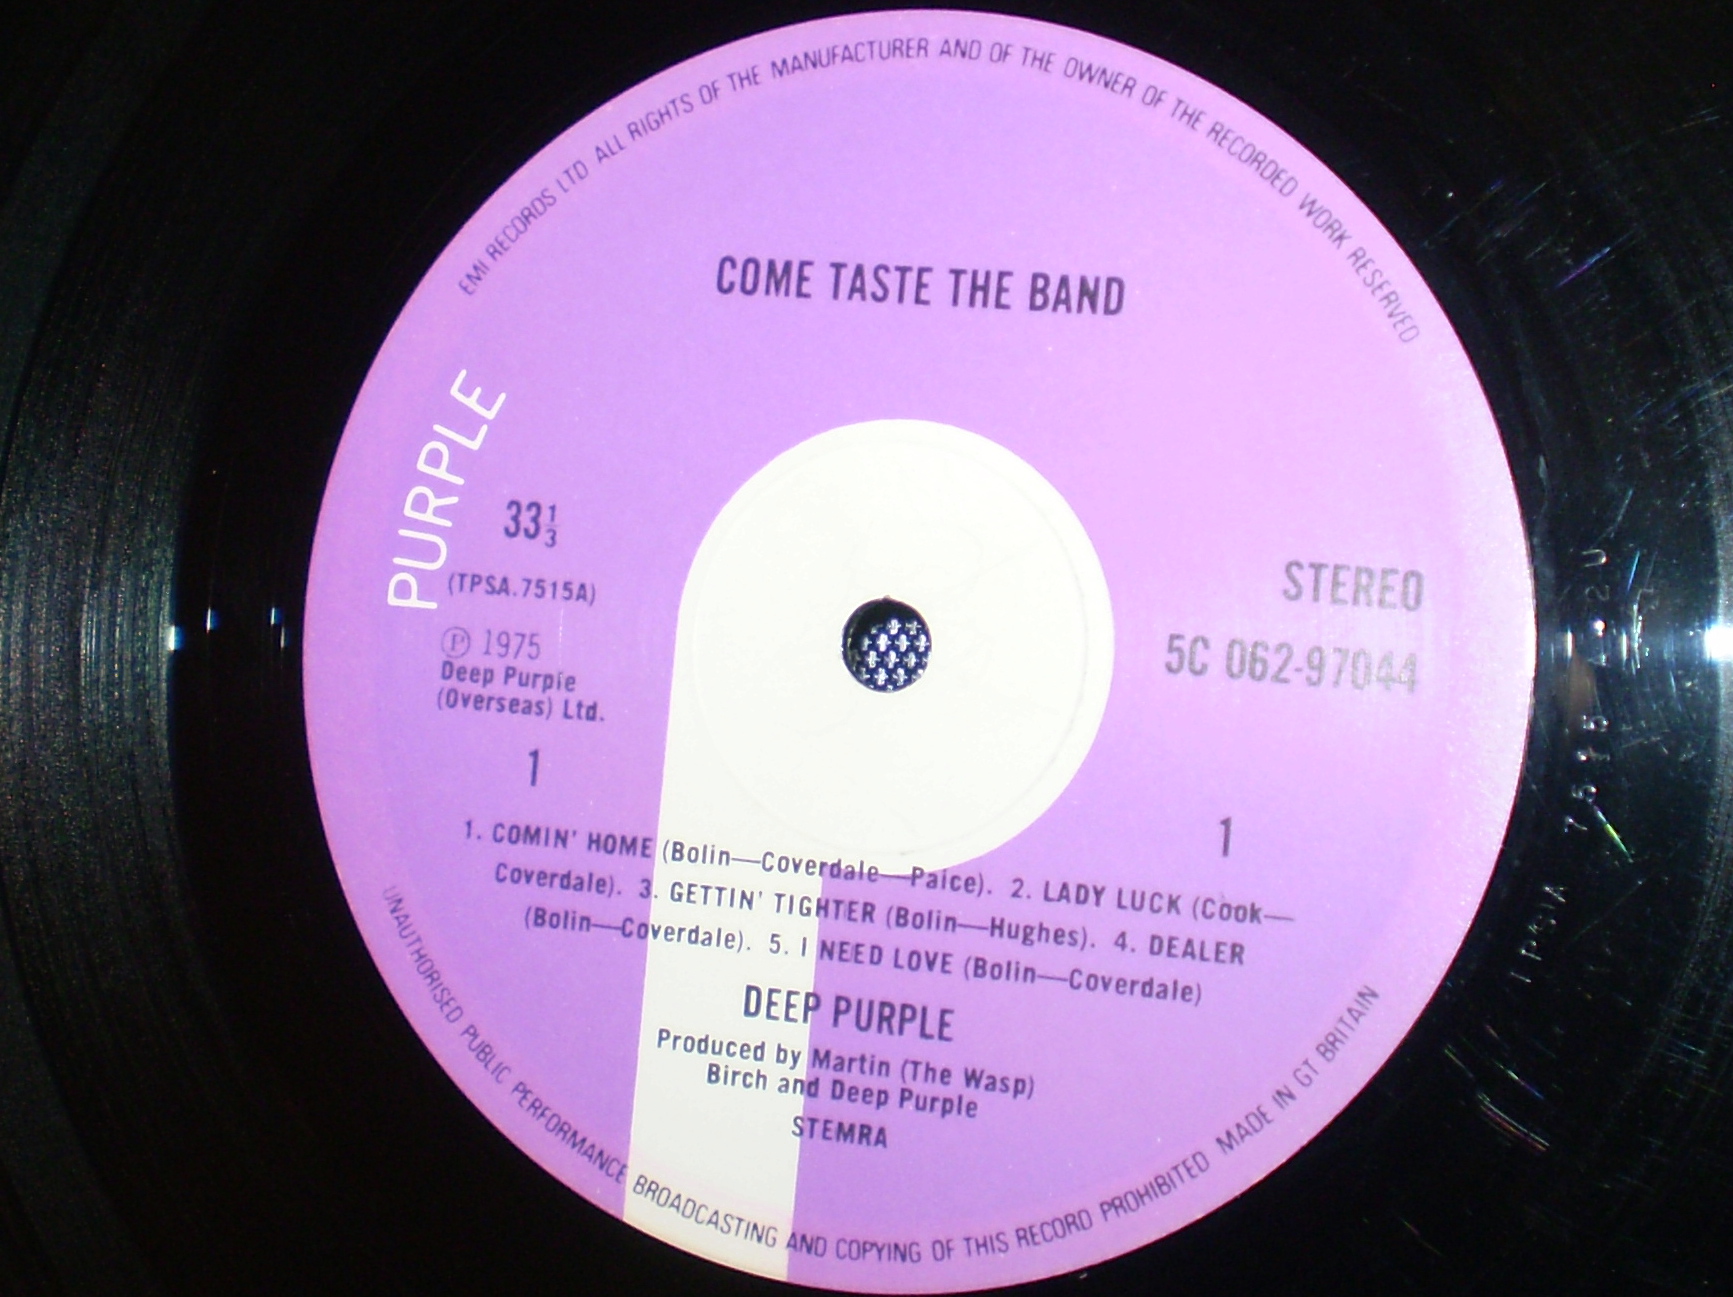 EMI RECORDS LTD ALL RIGHTS OF THE MANUFACTURER AND OF THE OWNER OF THE RECORDED WORK RESERVED
COME TASTE THE BAND
PURPLE
33⅓
(TPSA.7515A)
Ⓟ 1975
Deep Purple
(Overseas) Ltd.
1
STEREO
5C 062-97044
1
1. COMIN' HOME (Bolin—Coverdale—Paice). 2. LADY LUCK (Cook—
Coverdale). 3. GETTIN' TIGHTER (Bolin—Hughes). 4. DEALER
(Bolin—Coverdale). 5. I NEED LOVE (Bolin—Coverdale)
DEEP PURPLE
Produced by Martin (The Wasp)
Birch and Deep Purple
STEMRA
UNAUTHORISED PUBLIC PERFORMANCE BROADCASTING AND COPYING OF THIS RECORD PROHIBITED MADE IN GT BRITAIN
TPSA 7515